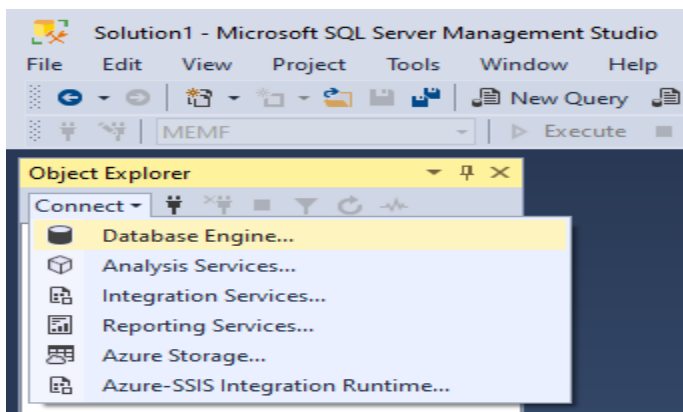 Solution1 - Microsoft SQL Server Management Studio
File Edit View Project Tools Window Help
New Query
MEMF Execute
Object Explorer
Connect
Database Engine...
Analysis Services...
Integration Services...
Reporting Services...
Azure Storage...
Azure-SSIS Integration Runtime...